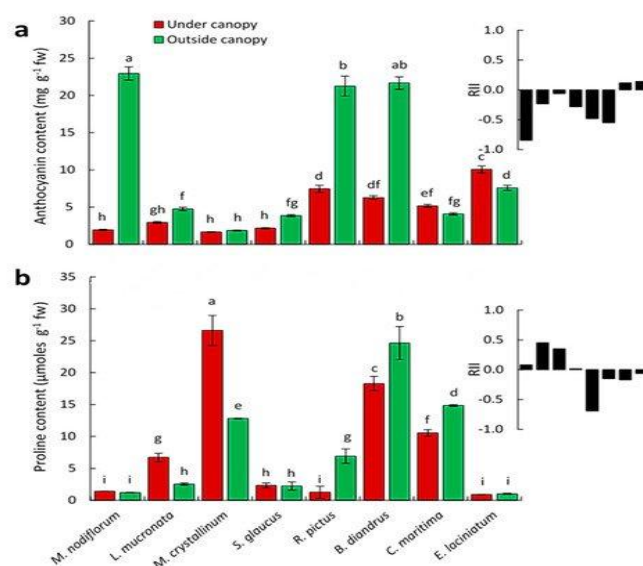 a
Under canopy
Outside canopy
Anthocyanin content (mg g⁻¹ fw)
30
25
20
15
10
5
0
h a gh f h h h fg d b df ab ef fg c d
RII
1.0
0.5
0.0
-0.5
-1.0
b
Proline content (µmoles g⁻¹ fw)
35
30
25
20
15
10
5
0
i i g h a e h h i g c b f d i i
RII
1.0
0.5
0.0
-0.5
-1.0
M. nodiflorum
L. mucronata
M. crystallinum
S. glaucus
R. pictus
B. diandrus
C. maritima
E. laciniatum